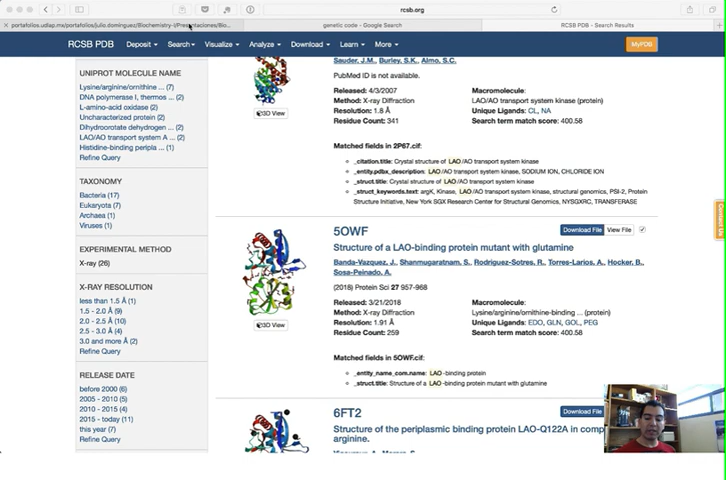 rcsb.org
portafolios.udlap.mx/portafolios/julio.dominguez/Biochemistry-I/Presentaciones/Bio...
genetic code - Google Search
RCSB PDB - Search Results
RCSB PDB Deposit Search Visualize Analyze Download Learn More MyPDB
UNIPROT MOLECULE NAME
Lysine/arginine/ornithine ... (7)
DNA polymerase I, thermos ... (2)
L-amino-acid oxidase (2)
Uncharacterized protein (2)
Dihydroorotate dehydrogen ... (2)
LAO/AO transport system A ... (2)
Histidine-binding peripla ... (1)
Refine Query
TAXONOMY
Bacteria (17)
Eukaryota (7)
Archaea (1)
Viruses (1)
EXPERIMENTAL METHOD
X-ray (26)
X-RAY RESOLUTION
less than 1.5 Å (1)
1.5 - 2.0 Å (9)
2.0 - 2.5 Å (10)
2.5 - 3.0 Å (4)
3.0 and more Å (2)
Refine Query
RELEASE DATE
before 2000 (6)
2005 - 2010 (5)
2010 - 2015 (4)
2015 - today (11)
this year (7)
Refine Query
3D View
Sauder, J.M., Burley, S.K., Almo, S.C.
PubMed ID is not available.
Released: 4/3/2007
Method: X-ray Diffraction
Resolution: 1.8 Å
Residue Count: 341
Macromolecule:
LAO/AO transport system kinase (protein)
Unique Ligands: CL, NA
Search term match score: 400.58
Matched fields in 2P67.cif:
_citation.title: Crystal structure of LAO/AO transport system kinase
_entity.pdbx_description: LAO/AO transport system kinase, SODIUM ION, CHLORIDE ION
_struct.title: Crystal structure of LAO/AO transport system kinase
_struct_keywords.text: argK, Kinase, LAO/AO transport system kinase, structural genomics, PSI-2, Protein
Structure Initiative, New York SGX Research Center for Structural Genomics, NYSGXRC, TRANSFERASE
5OWF
Download File View File
Structure of a LAO-binding protein mutant with glutamine
Banda-Vazquez, J., Shanmugaratnam, S., Rodriguez-Sotres, R., Torres-Larios, A., Hocker, B.,
Sosa-Peinado, A.
(2018) Protein Sci 27 957-968
3D View
Released: 3/21/2018
Method: X-ray Diffraction
Resolution: 1.91 Å
Residue Count: 259
Macromolecule:
Lysine/arginine/ornithine-binding ... (protein)
Unique Ligands: EDO, GLN, GOL, PEG
Search term match score: 400.58
Matched fields in 5OWF.cif:
_entity_name_com.name: LAO -binding protein
_struct.title: Structure of a LAO -binding protein mutant with glutamine
6FT2
Download File
Structure of the periplasmic binding protein LAO-Q122A in comp
arginine.
Contact Us